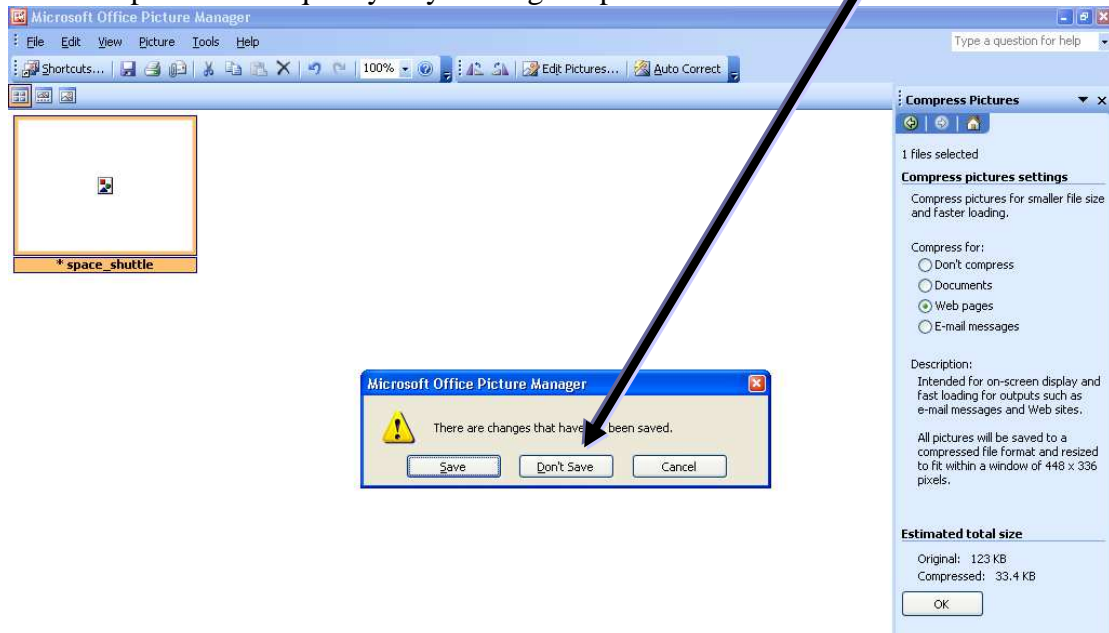 Microsoft Office Picture Manager
File Edit View Picture Tools Help
Type a question for help
Shortcuts... 100% Edit Pictures... Auto Correct
Compress Pictures
1 files selected
Compress pictures settings
Compress pictures for smaller file size
and faster loading.
Compress for:
Don't compress
Documents
Web pages
E-mail messages
Description:
Intended for on-screen display and
fast loading for outputs such as
e-mail messages and Web sites.
All pictures will be saved to a
compressed file format and resized
to fit within a window of 448 x 336
pixels.
Estimated total size
Original: 123 KB
Compressed: 33.4 KB
OK
* space_shuttle
Microsoft Office Picture Manager
There are changes that have been saved.
Save Don't Save Cancel